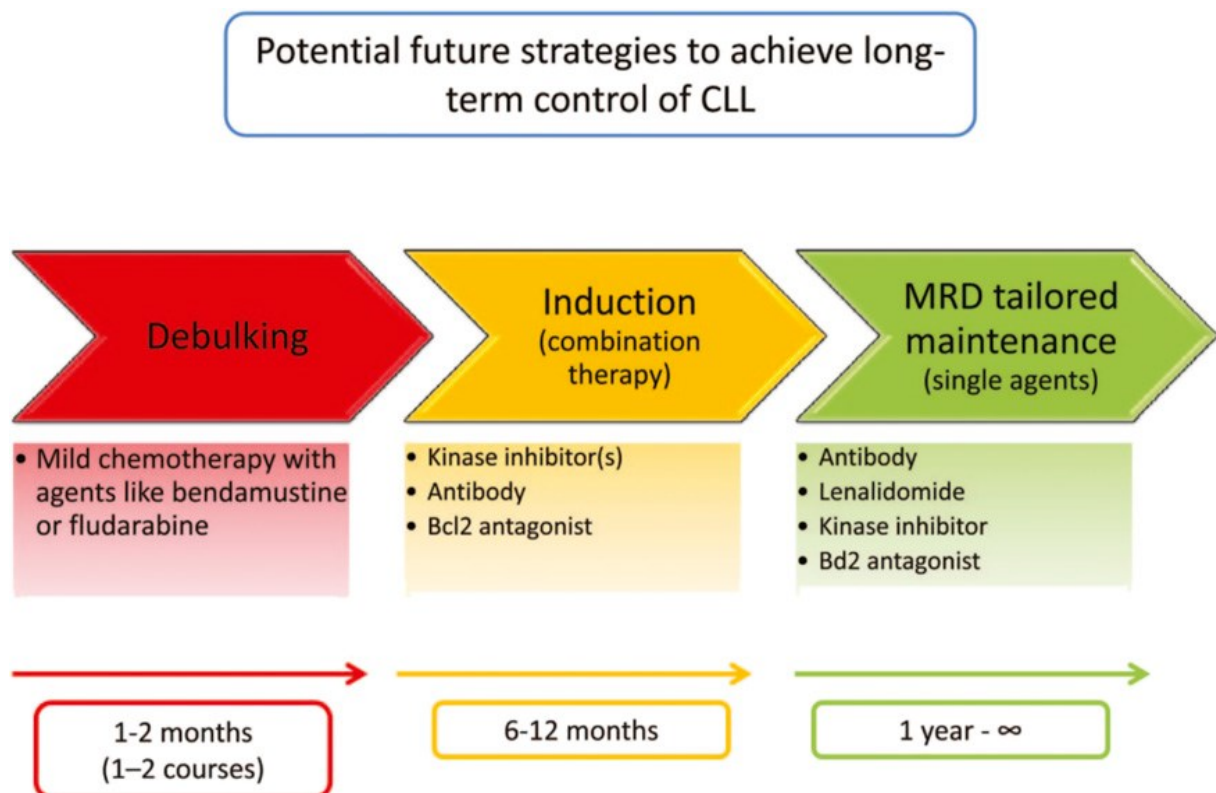 Potential future strategies to achieve long-
term control of CLL
Debulking
Induction
(combination
therapy)
MRD tailored
maintenance
(single agents)
• Mild chemotherapy with
agents like bendamustine
or fludarabine
• Kinase inhibitor(s)
• Antibody
• Bcl2 antagonist
• Antibody
• Lenalidomide
• Kinase inhibitor
• Bd2 antagonist
1-2 months
(1–2 courses)
6-12 months
1 year - ∞